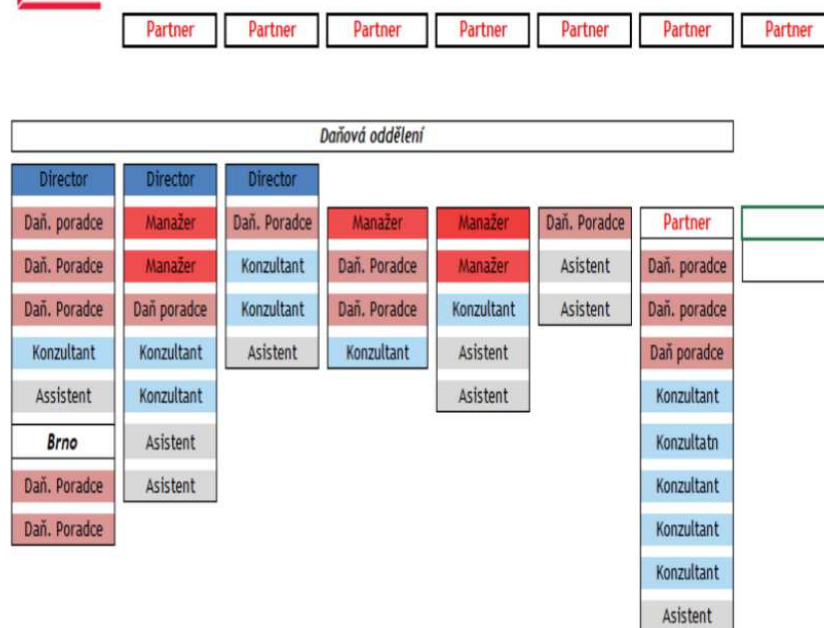 Partner Partner Partner Partner Partner Partner Partner
Daňová oddělení
Director Director Director
Daň. poradce Manažer Daň. Poradce Manažer Manažer Daň. Poradce Partner
Daň. Poradce Manažer Konzultant Daň. Poradce Manažer Asistent Daň. poradce
Daň. Poradce Daň poradce Konzultant Daň. Poradce Konzultant Asistent Daň. poradce
Konzultant Konzultant Asistent Konzultant Asistent Daň poradce
Assistent Konzultant Asistent Konzultant
Brno Asistent Konzultatn
Daň. Poradce Asistent Konzultant
Daň. Poradce Konzultant
Konzultant
Asistent